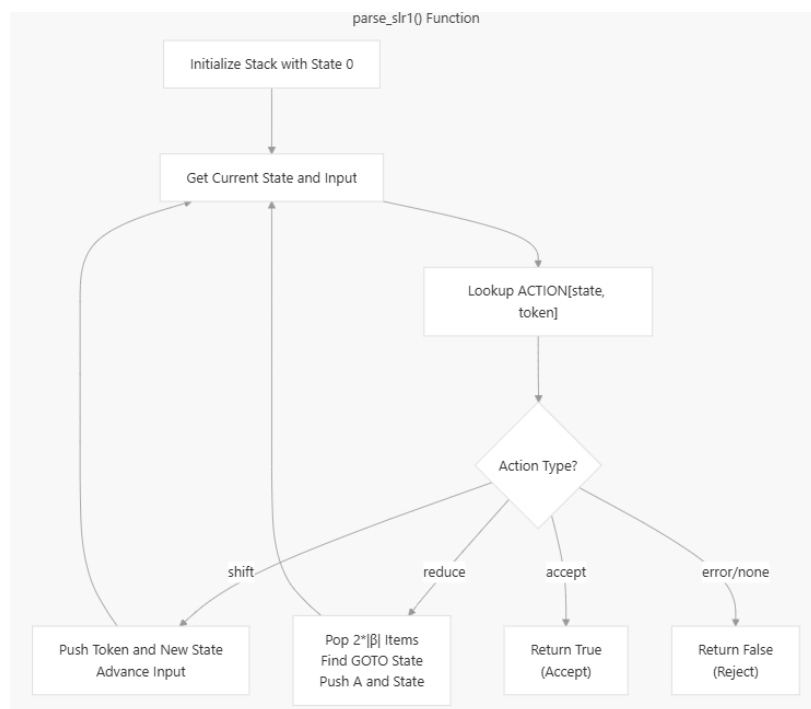 parse_slr1() Function
Initialize Stack with State 0
Get Current State and Input
Lookup ACTION[state,
token]
Action Type?
shift
reduce
accept
error/none
Push Token and New State
Advance Input
Pop 2*|β| Items
Find GOTO State
Push A and State
Return True
(Accept)
Return False
(Reject)